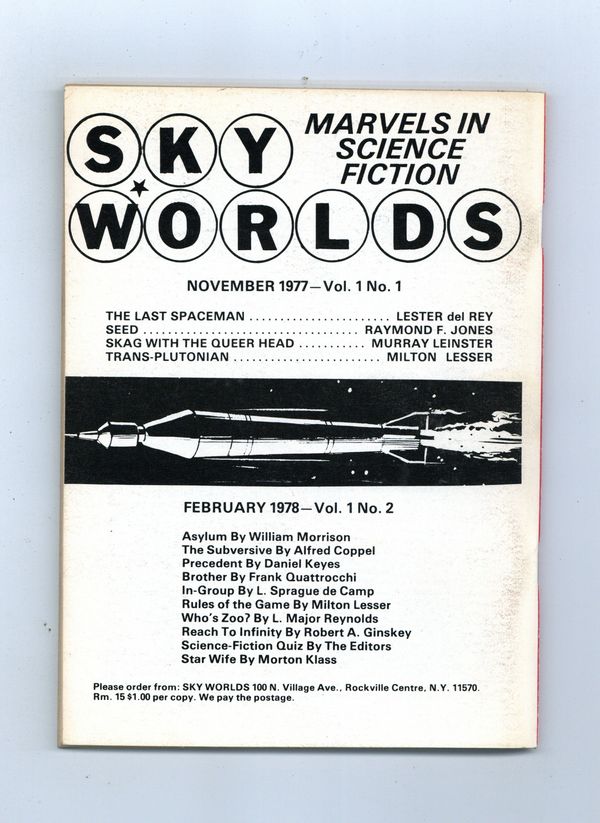 SKY
WORLDS
MARVELS IN
SCIENCE
FICTION
NOVEMBER 1977—Vol. 1 No. 1
THE LAST SPACEMAN ...................... LESTER del REY
SEED .................................. RAYMOND F. JONES
SKAG WITH THE QUEER HEAD .......... MURRAY LEINSTER
TRANS-PLUTONIAN ....................... MILTON LESSER
FEBRUARY 1978—Vol. 1 No. 2
Asylum By William Morrison
The Subversive By Alfred Coppel
Precedent By Daniel Keyes
Brother By Frank Quattrocchi
In-Group By L. Sprague de Camp
Rules of the Game By Milton Lesser
Who's Zoo? By L. Major Reynolds
Reach To Infinity By Robert A. Ginskey
Science-Fiction Quiz By The Editors
Star Wife By Morton Klass
Please order from: SKY WORLDS 100 N. Village Ave., Rockville Centre, N.Y. 11570.
Rm. 15 $1.00 per copy. We pay the postage.